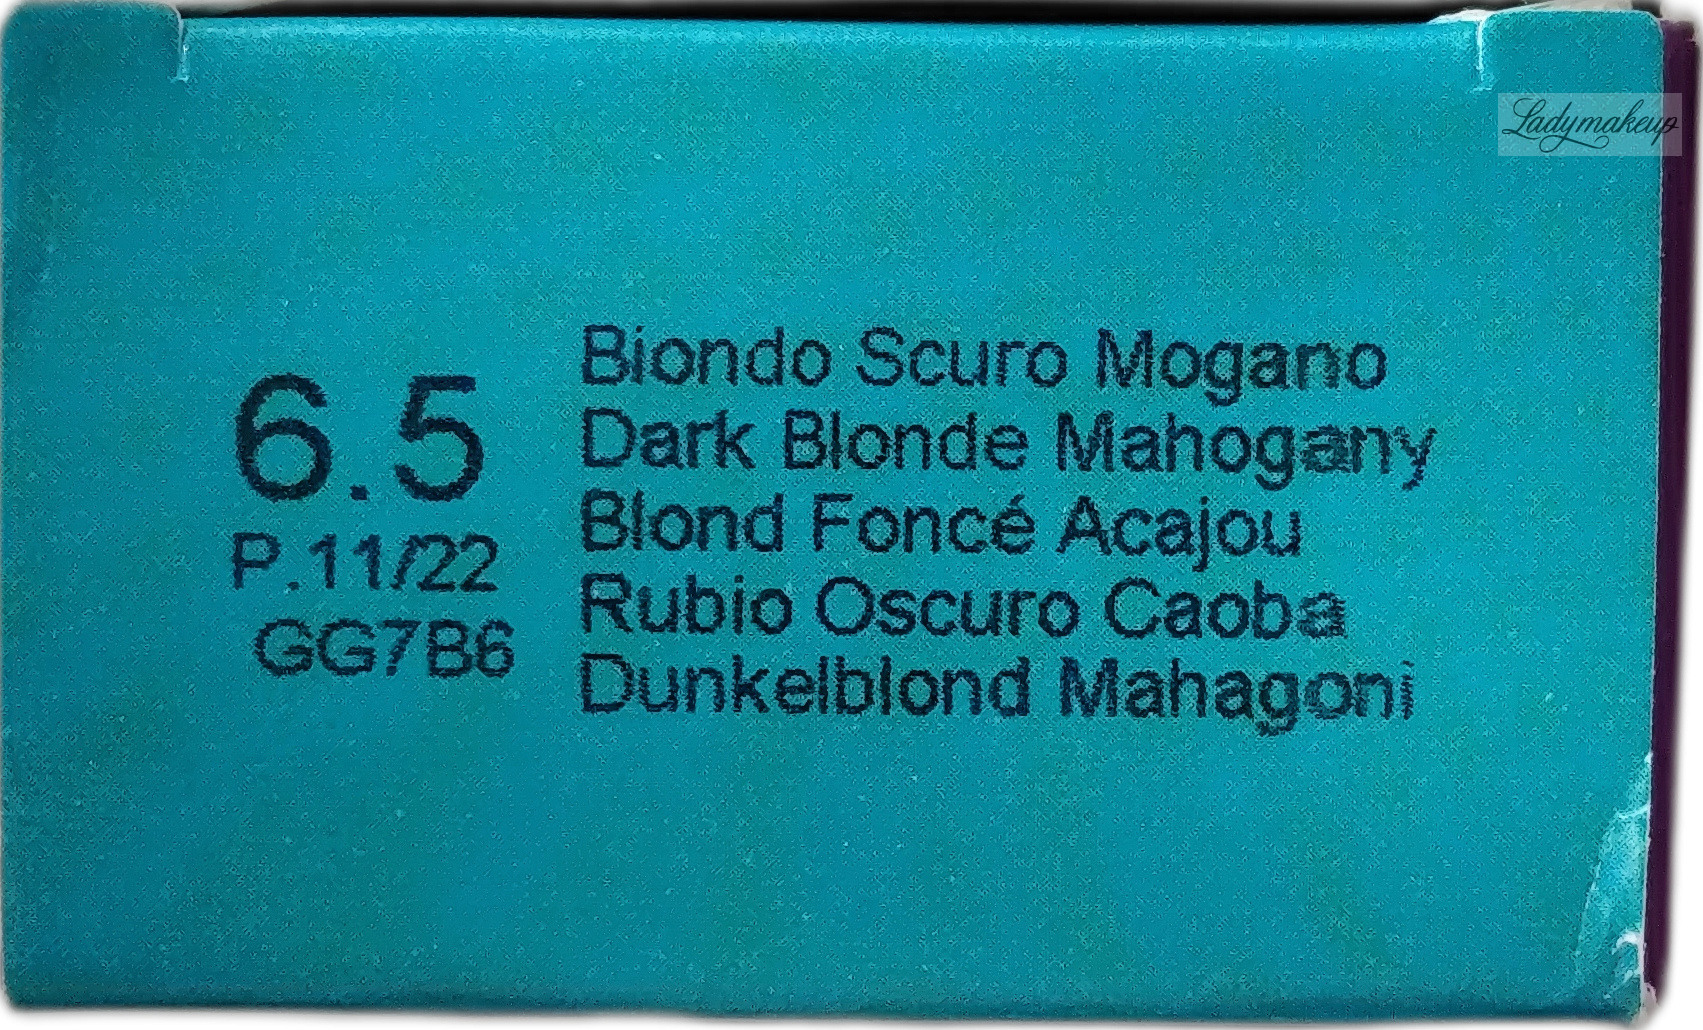 Ladymakeup
6.5
P.11/22
GG7B6
Biondo Scuro Mogano
Dark Blonde Mahogany
Blond Foncé Acajou
Rubio Oscuro Caoba
Dunkelblond Mahagoni